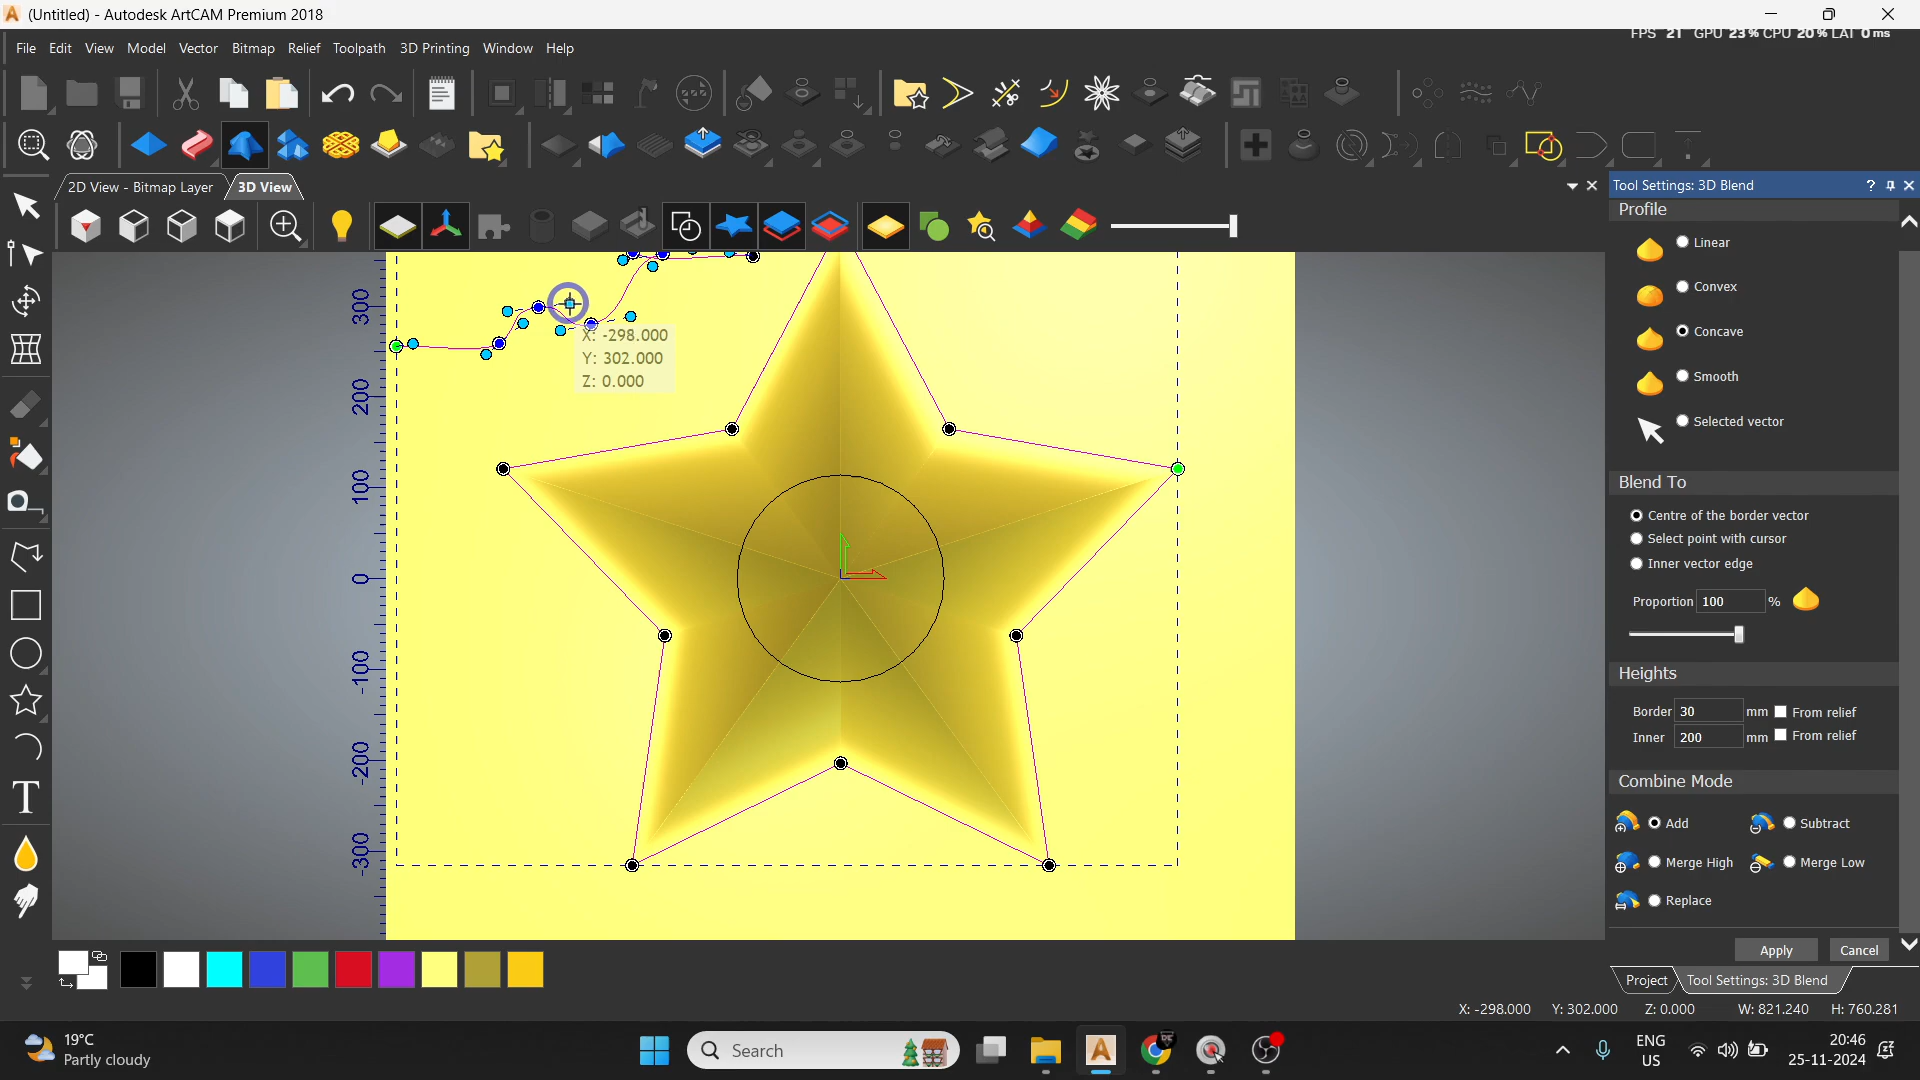 (Untitled) - Autodesk ArtCAM Premium 2018
FPS 21 GPU 23% CPU 20% LAT 0 ms
File Edit View Model Vector Bitmap Relief Toolpath 3D Printing Window Help
2D View - Bitmap Layer 3D View
Tool Settings: 3D Blend
Profile
Linear
Convex
Concave
Smooth
Selected vector
Blend To
Centre of the border vector
Select point with cursor
Inner vector edge
Proportion 100 %
Heights
Border 30 mm From relief
Inner 200 mm From relief
Combine Mode
Add Subtract
Merge High Merge Low
Replace
Apply Cancel
Project Tool Settings: 3D Blend
300
200
100
0
-100
-200
-300
X: -298.000
Y: 302.000
Z: 0.000
T
X: -298.000 Y: 302.000 Z: 0.000 W: 821.240 H: 760.281
19°C
Partly cloudy
Search
ENG
US
20:46
25-11-2024